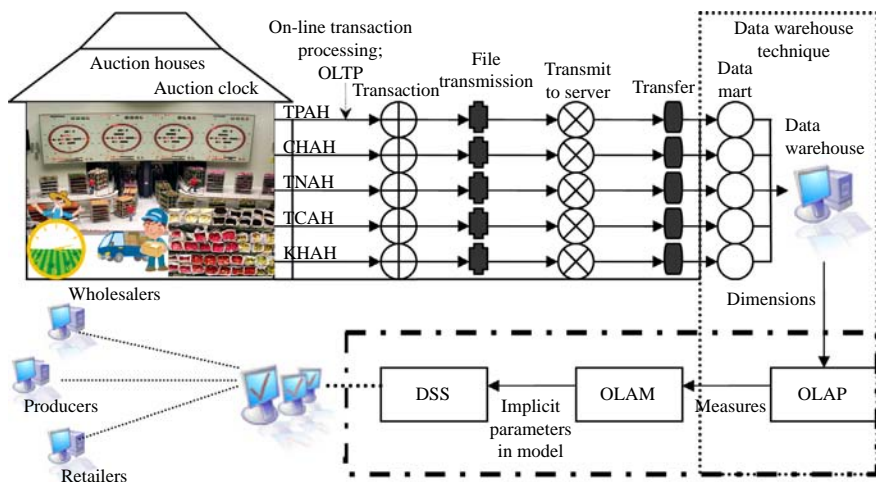 On-line transaction
processing;
OLTP
File
transmission
Transmit
to server
Data warehouse
technique
Auction houses
Auction clock
Transaction
Transfer
Data
mart
TPAH
CHAH
TNAH
TCAH
KHAH
Data
warehouse
Dimensions
Wholesalers
Producers
Retailers
DSS
Implicit
parameters
in model
OLAM
Measures
OLAP